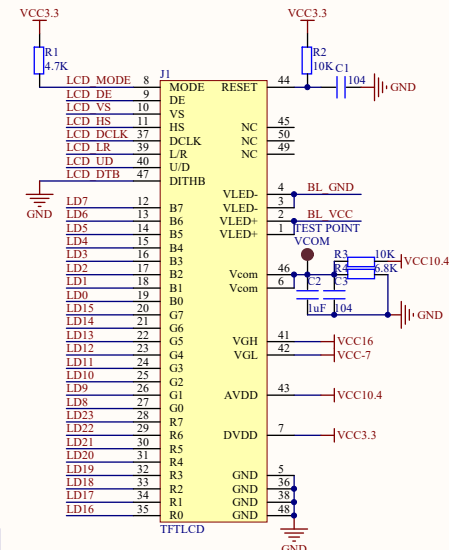 VCC3.3 VCC3.3
R1
4.7K
R2
10K C1
104 GND
J1
LCD_MODE 8 MODE RESET 44
LCD_DE 9 DE
LCD_VS 10 VS
LCD_HS 11 HS NC 45
LCD_DCLK 37 DCLK NC 50
LCD_LR 39 L/R NC 49
LCD_UD 40 U/D
LCD_DTB 47 DITHB
GND
VLED- 4 BL_GND
LD7 12 B7 VLED- 3
LD6 13 B6 VLED+ 2 BL_VCC
LD5 14 B5 VLED+ 1 TEST POINT
LD4 15 B4 VCOM
LD3 16 B3 R3 10K VCC10.4
LD2 17 B2 Vcom 46 R4 6.8K
LD1 18 B1 Vcom 6 C2 C3
LD0 19 B0 1uF 104 GND
LD15 20 G7
LD14 21 G6
LD13 22 G5 VGH 41 VCC16
LD12 23 G4 VGL 42 VCC-7
LD11 24 G3
LD10 25 G2
LD9 26 G1 AVDD 43 VCC10.4
LD8 27 G0
LD23 28 R7
LD22 29 R6 DVDD 7 VCC3.3
LD21 30 R5
LD20 31 R4
LD19 32 R3 GND 5
LD18 33 R2 GND 36
LD17 34 R1 GND 38
LD16 35 R0 GND 48
TFTLCD
GND